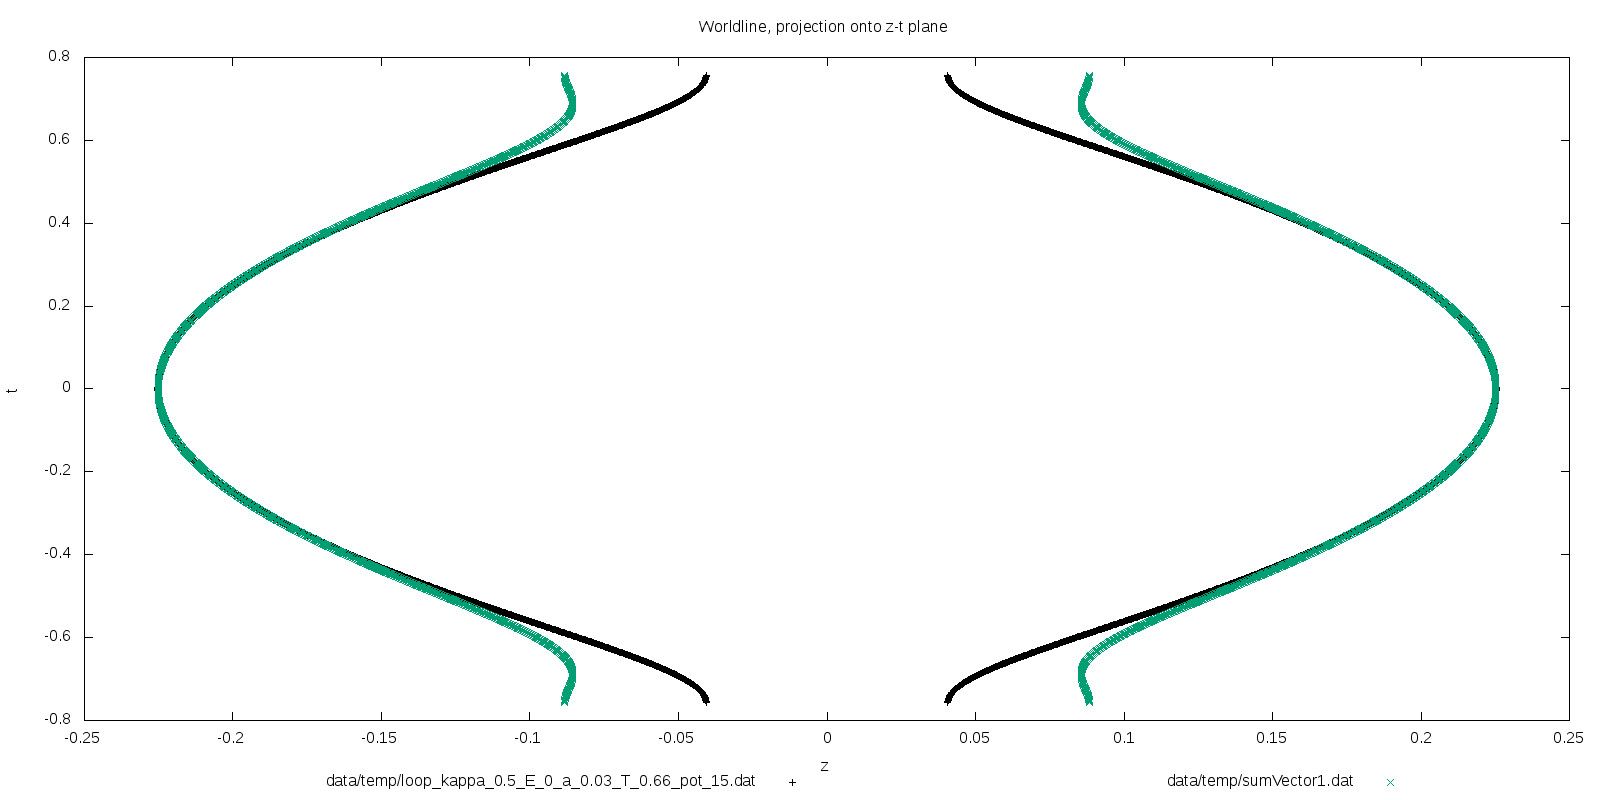 Worldline, projection onto z-t plane
0.8
0.6
0.4
0.2
0
-0.2
-0.4
-0.6
-0.8
t
-0.25 -0.2 -0.15 -0.1 -0.05 0 0.05 0.1 0.15 0.2 0.25
z
data/temp/loop_kappa_0.5_E_0_a_0.03_T_0.66_pot_15.dat data/temp/sumVector1.dat